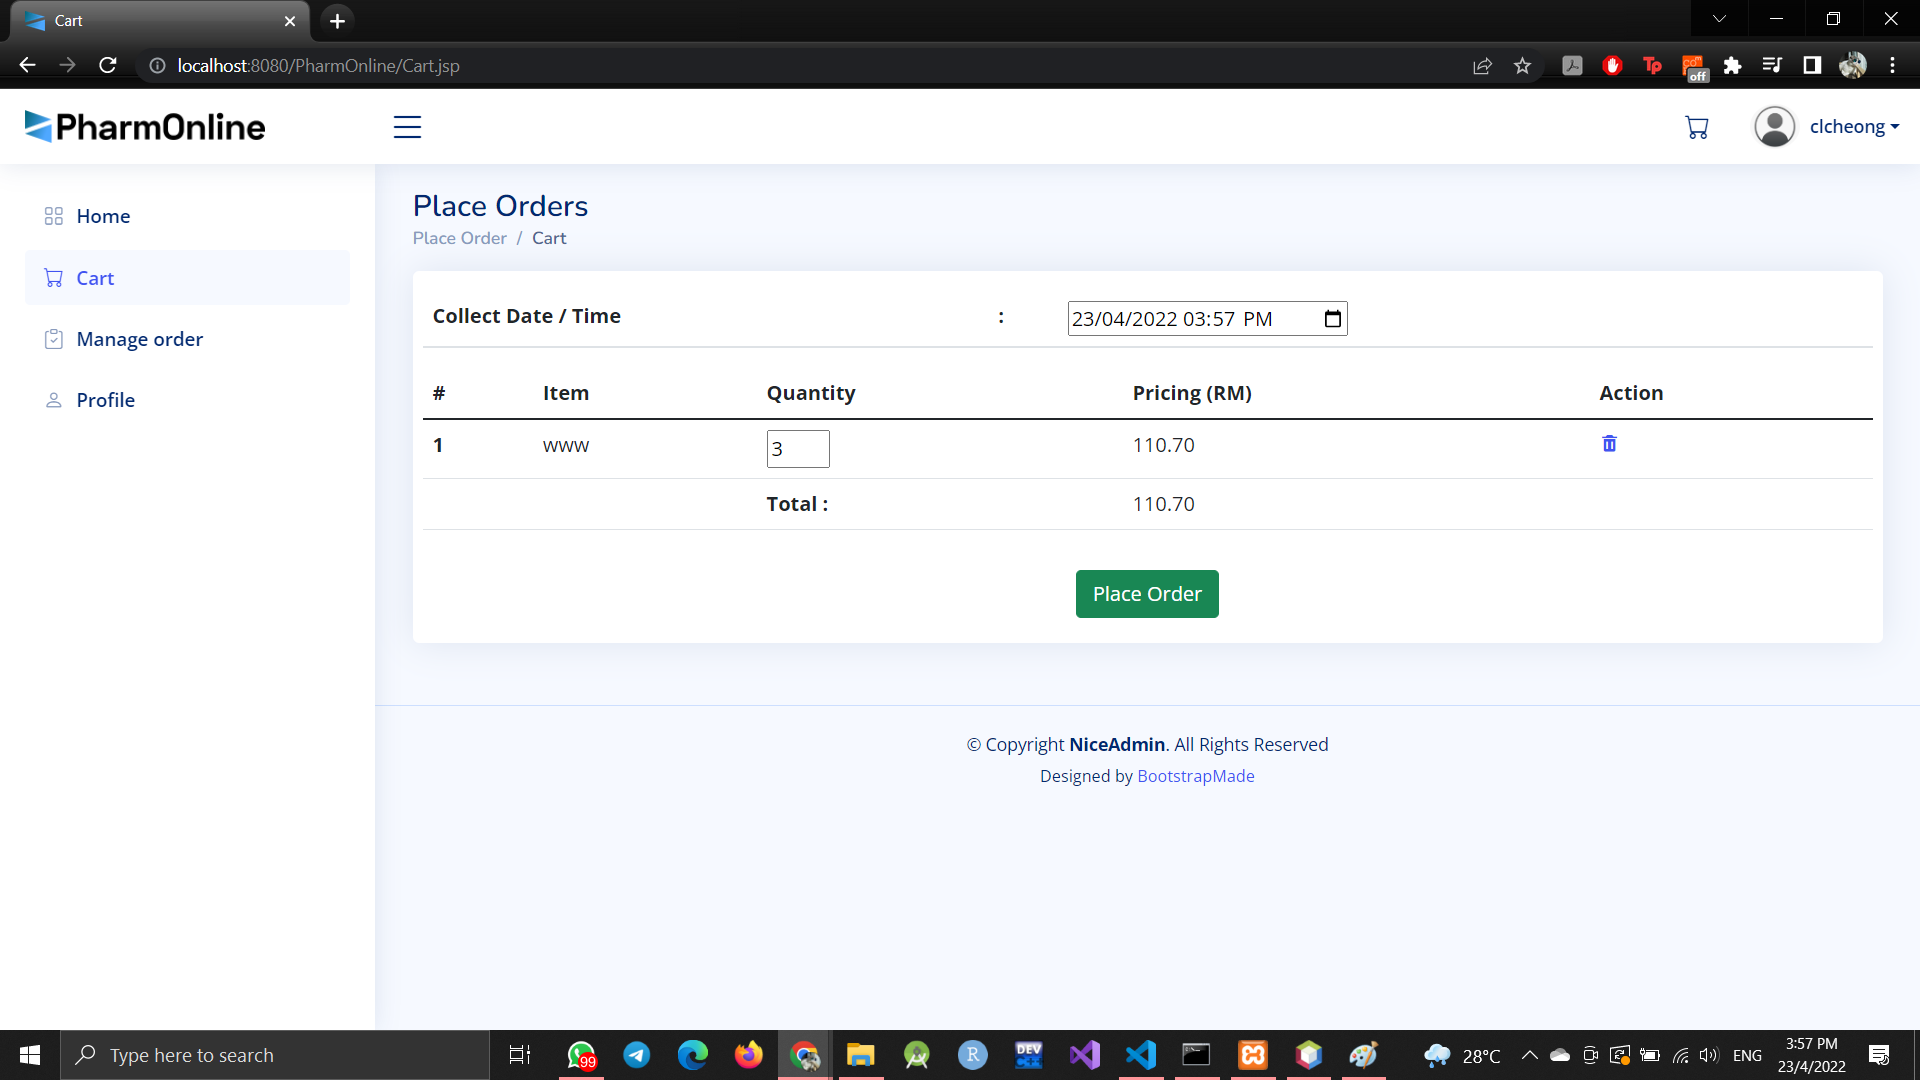 Cart
localhost:8080/PharmOnline/Cart.jsp
off
PharmOnline
clcheong
Home
Cart
Manage order
Profile
Place Orders
Place Order / Cart
Collect Date / Time : 23/04/2022 03:57 PM
# Item Quantity Pricing (RM) Action
1 www 3 110.70
Total : 110.70
Place Order
© Copyright NiceAdmin. All Rights Reserved
Designed by BootstrapMade
Type here to search
99
R
DEV
28°C
ENG
3:57 PM
23/4/2022